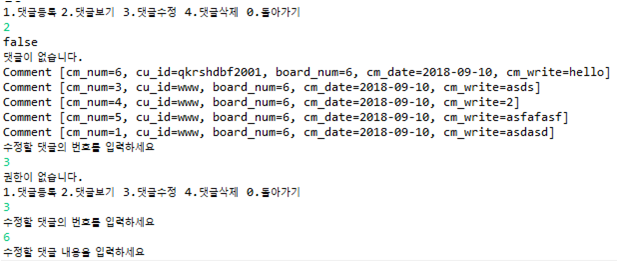 1.댓글등록 2.댓글보기 3.댓글수정 4.댓글삭제 0.돌아가기
2
false
댓글이 없습니다.
Comment [cm_num=6, cu_id=qkrshdbf2001, board_num=6, cm_date=2018-09-10, cm_write=hello]
Comment [cm_num=3, cu_id=www, board_num=6, cm_date=2018-09-10, cm_write=asds]
Comment [cm_num=4, cu_id=www, board_num=6, cm_date=2018-09-10, cm_write=2]
Comment [cm_num=5, cu_id=www, board_num=6, cm_date=2018-09-10, cm_write=asfafasf]
Comment [cm_num=1, cu_id=www, board_num=6, cm_date=2018-09-10, cm_write=asdasd]
수정할 댓글의 번호를 입력하세요
3
권한이 없습니다.
1.댓글등록 2.댓글보기 3.댓글수정 4.댓글삭제 0.돌아가기
3
수정할 댓글의 번호를 입력하세요
6
수정할 댓글 내용을 입력하세요